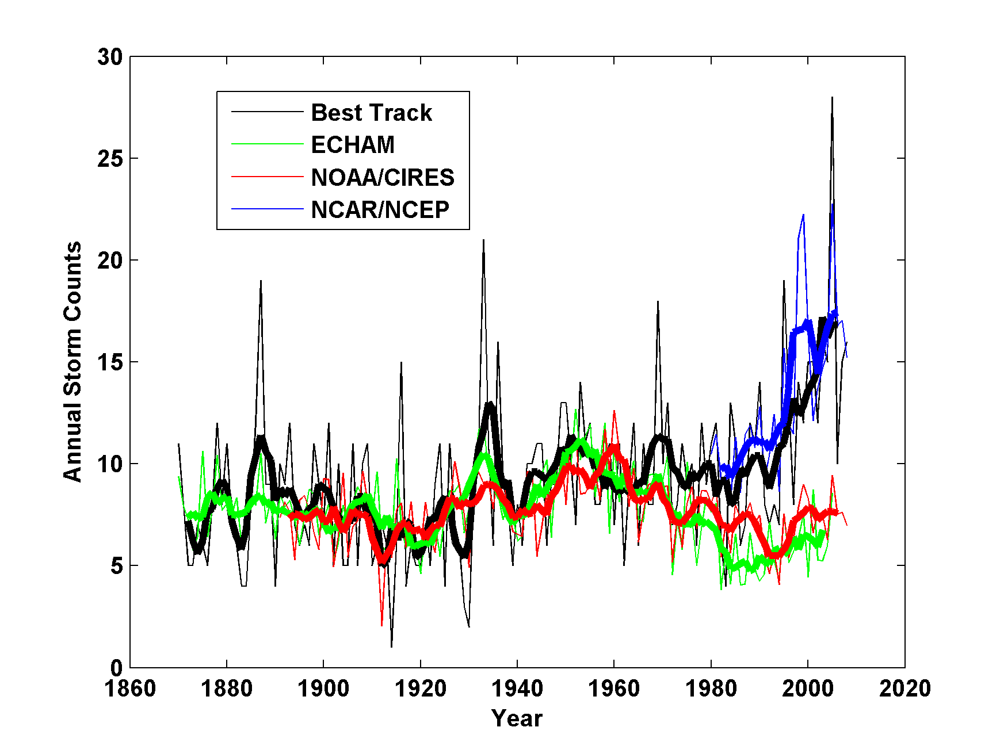 30
25
20
15
10
5
0
Annual Storm Counts
Best Track
ECHAM
NOAA/CIRES
NCAR/NCEP
1860 1880 1900 1920 1940 1960 1980 2000 2020
Year